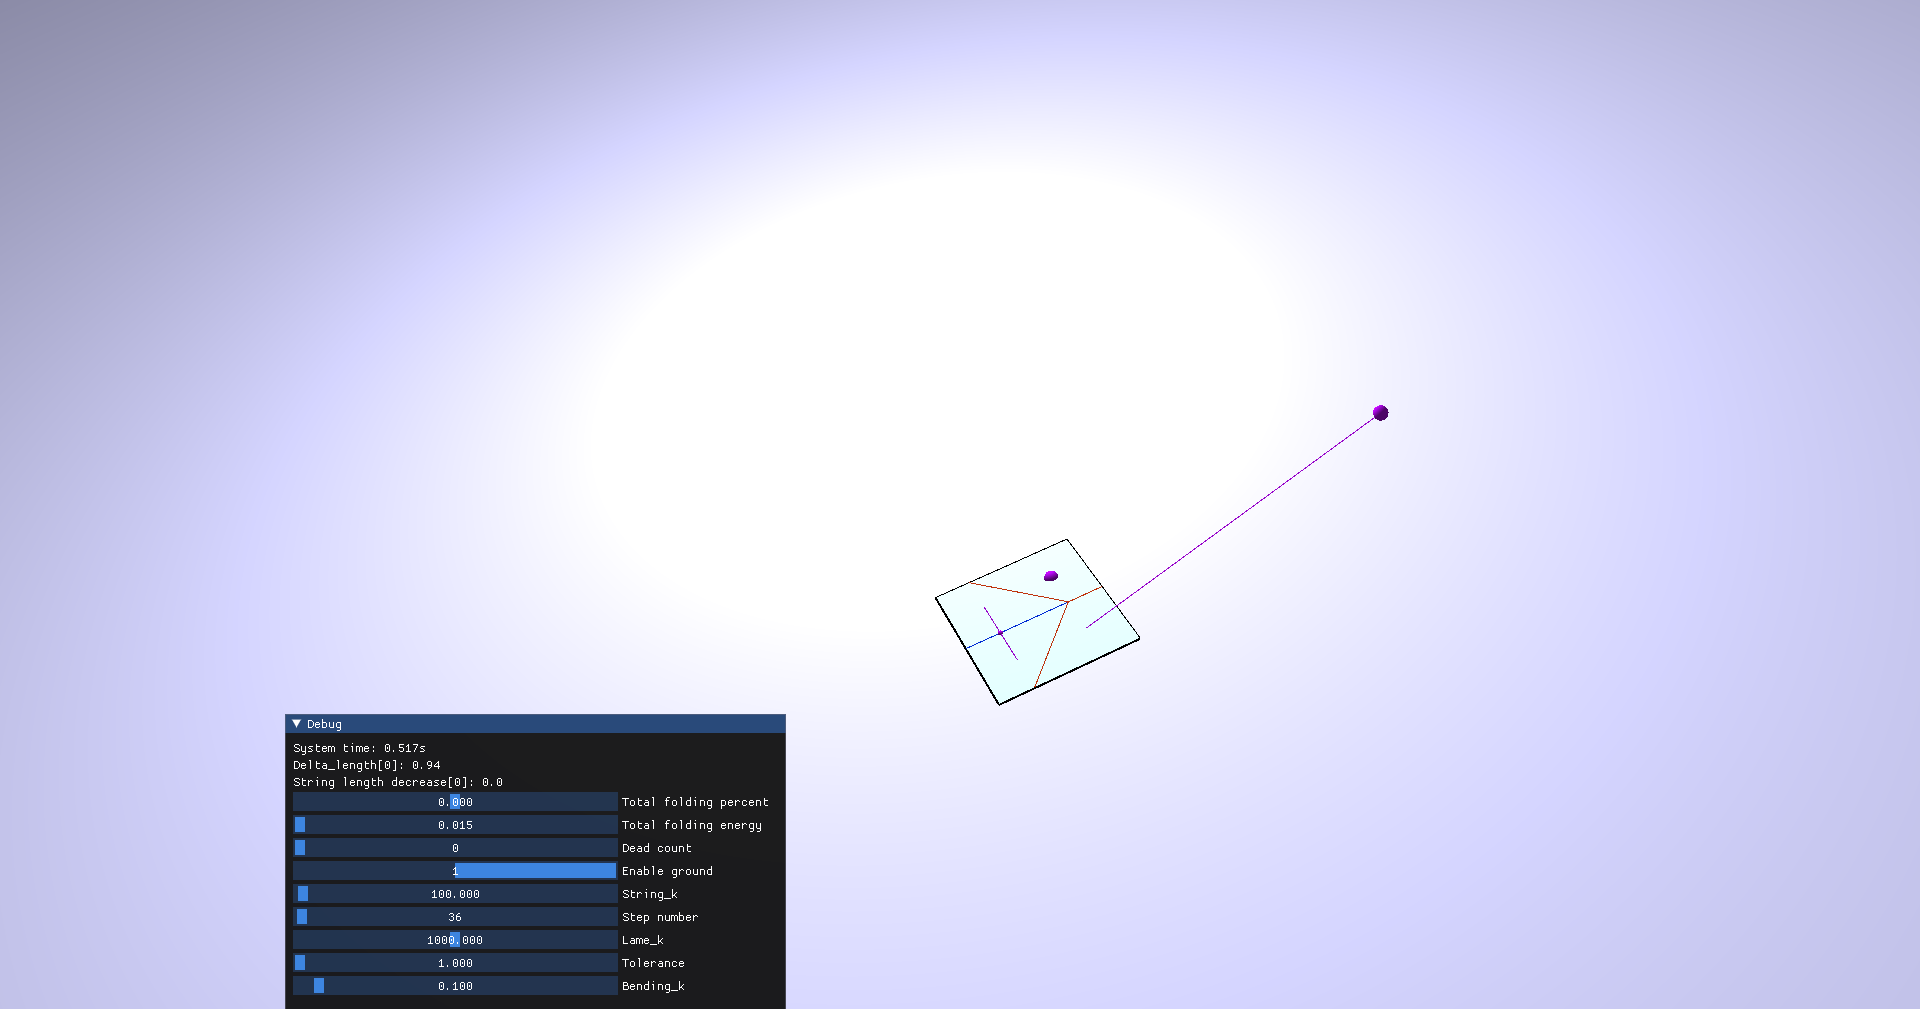 Debug
System time: 0.517s
Delta_length[0]: 0.94
String length decrease[0]: 0.0
0.000 Total folding percent
0.015 Total folding energy
0 Dead count
1 Enable ground
100.000 String_k
36 Step number
1000.000 Lame_k
1.000 Tolerance
0.100 Bending_k